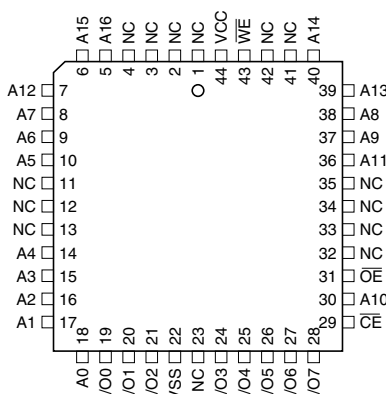 A15 A16 NC NC NC NC VCC W̅E̅ NC NC A14
6 5 4 3 2 1 44 43 42 41 40
A12 7 39 A13
A7 8 38 A8
A6 9 37 A9
A5 10 36 A11
NC 11 35 NC
NC 12 34 NC
NC 13 33 NC
A4 14 32 NC
A3 15 31 O̅E̅
A2 16 30 A10
A1 17 29 C̅E̅
18 19 20 21 22 23 24 25 26 27 28
A0 /O0 /O1 /O2 VSS NC /O3 /O4 /O5 /O6 /O7